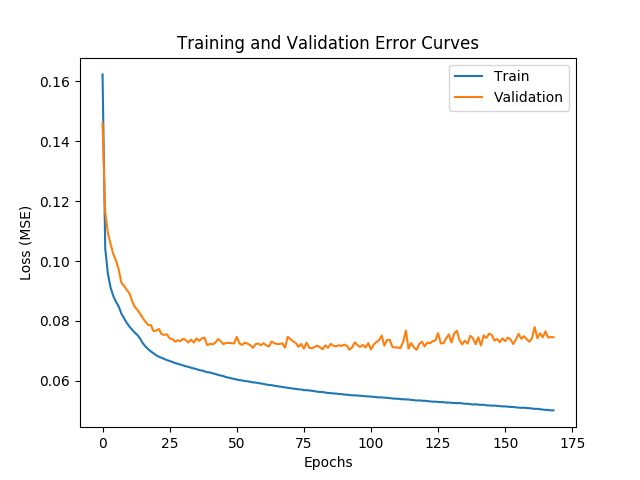 Training and Validation Error Curves
Train
Validation
Loss (MSE)
0.16
0.14
0.12
0.10
0.08
0.06
0 25 50 75 100 125 150 175
Epochs